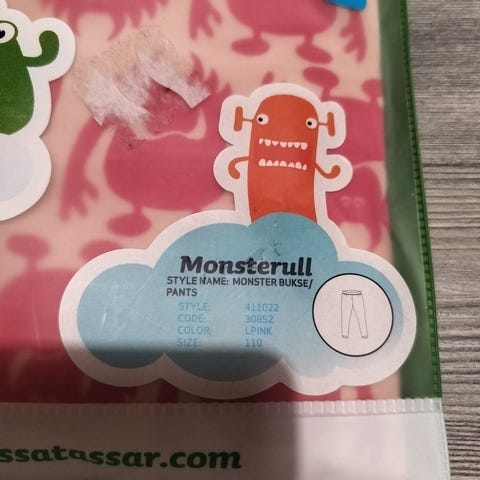 Monsterull
STYLE NAME: MONSTER BUKSE/
PANTS
STYLE: 411022
CODE: 30852
COLOR: LPINK
SIZE: 110
ssatassar.com